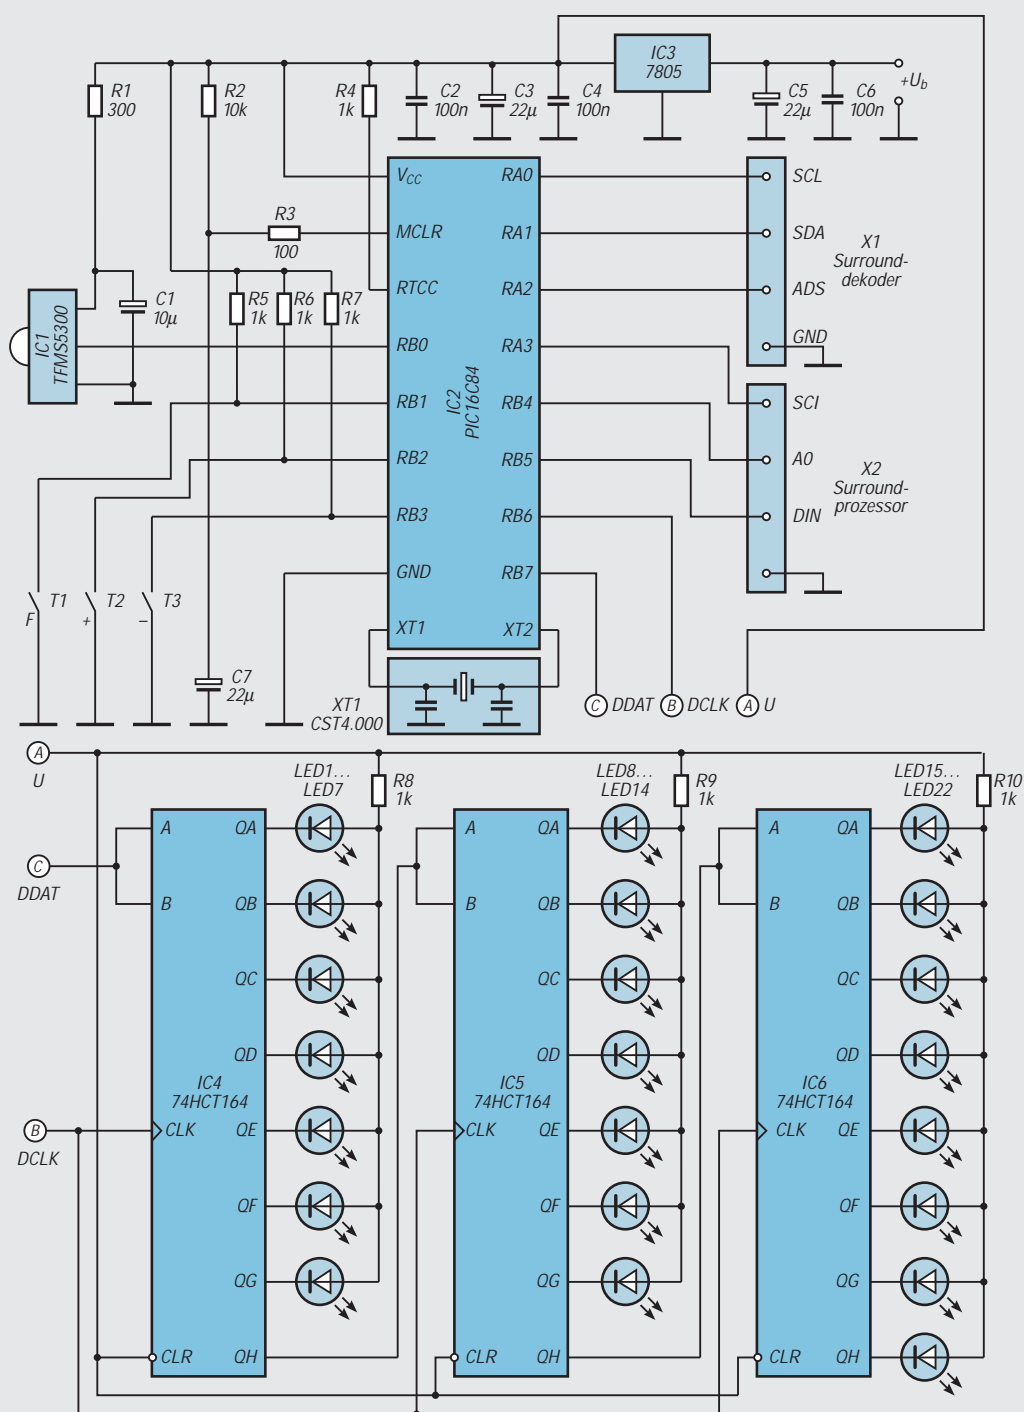 R1
300
R2
10k
R4
1k
C2
100n
C3
22µ
C4
100n
IC3
7805
C5
22µ
C6
100n
+Ub
VCC
RA0
SCL
R3
100
MCLR
RA1
SDA
X1
Surround-
dekoder
RTCC
RA2
ADS
C1
10µ
R5
1k
R6
1k
R7
1k
IC1
TFMS5300
RB0
RA3
GND
IC2
PIC16C84
RB1
RB4
SCI
RB2
RB5
A0
X2
Surround-
prozessor
RB3
RB6
DIN
GND
RB7
T1
F
T2
+
T3
–
XT1
XT2
C7
22µ
XT1
CST4.000
C DDAT
B DCLK
A U
A
U
LED1...
LED7
R8
1k
LED8...
LED14
R9
1k
LED15...
LED22
R10
1k
C
DDAT
B
DCLK
A
B
IC4
74HCT164
CLK
CLR
QA
QB
QC
QD
QE
QF
QG
QH
A
B
IC5
74HCT164
CLK
CLR
QA
QB
QC
QD
QE
QF
QG
QH
A
B
IC6
74HCT164
CLK
CLR
QA
QB
QC
QD
QE
QF
QG
QH